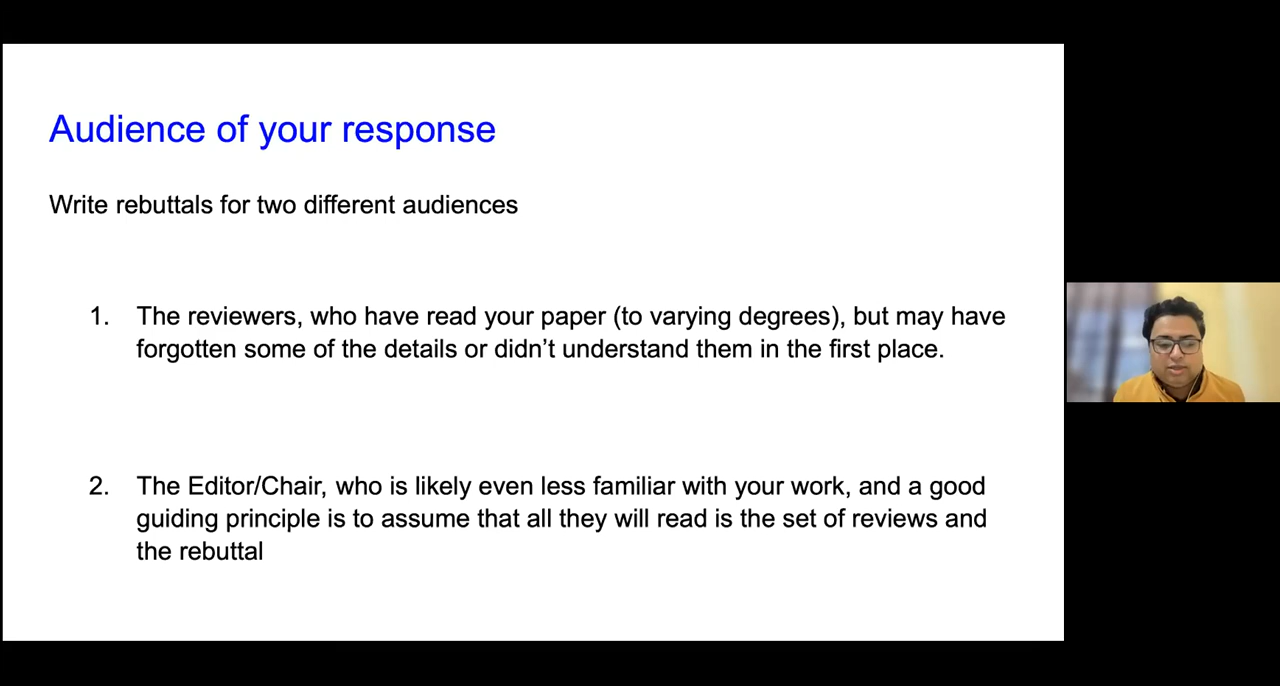 Audience of your response
Write rebuttals for two different audiences
1. The reviewers, who have read your paper (to varying degrees), but may have
forgotten some of the details or didn’t understand them in the first place.
2. The Editor/Chair, who is likely even less familiar with your work, and a good
guiding principle is to assume that all they will read is the set of reviews and
the rebuttal